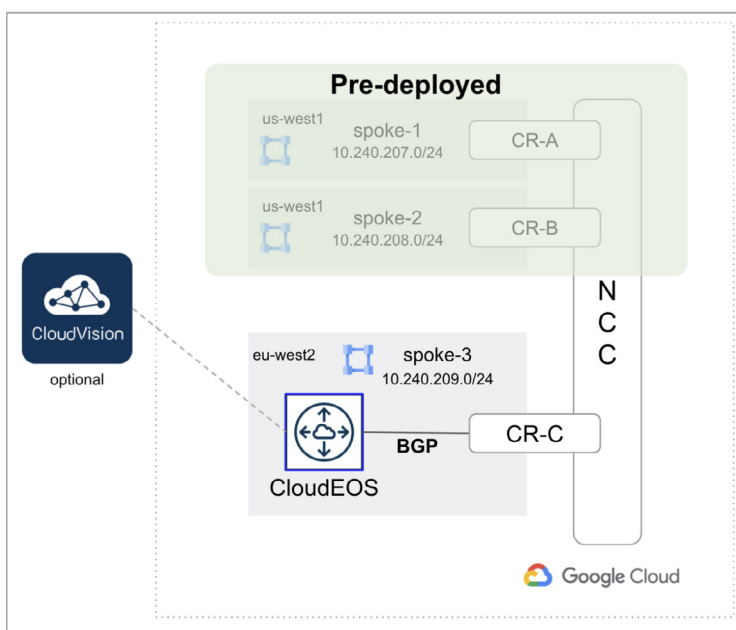 Pre-deployed
us-west1
spoke-1
10.240.207.0/24
CR-A
us-west1
spoke-2
10.240.208.0/24
CR-B
N
C
C
CloudVision
optional
eu-west2
spoke-3
10.240.209.0/24
BGP
CR-C
CloudEOS
Google Cloud